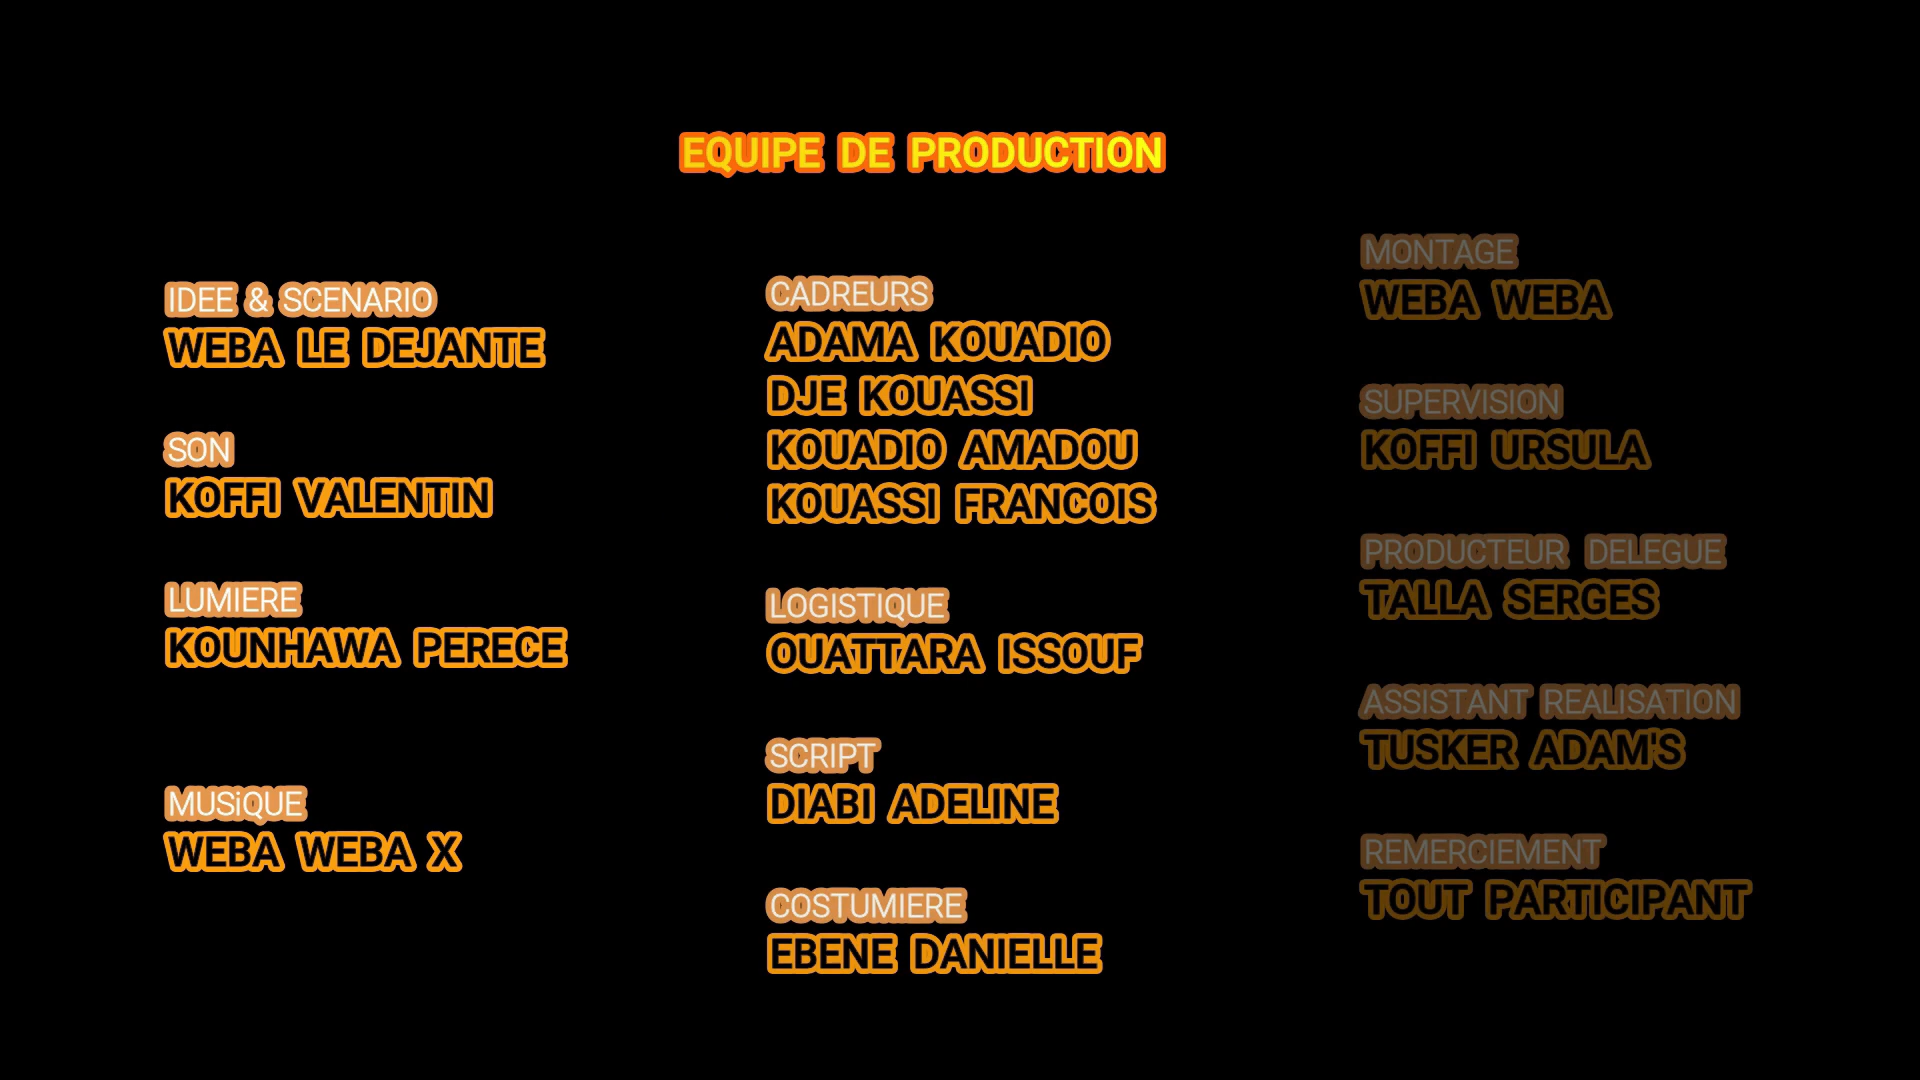 EQUIPE DE PRODUCTION
IDEE & SCENARIO
WEBA LE DEJANTE
SON
KOFFI VALENTIN
LUMIERE
KOUNHAWA PERECE
MUSiQUE
WEBA WEBA X
CADREURS
ADAMA KOUADIO
DJE KOUASSI
KOUADIO AMADOU
KOUASSI FRANCOIS
LOGISTIQUE
OUATTARA ISSOUF
SCRIPT
DIABI ADELINE
COSTUMIERE
EBENE DANIELLE
MONTAGE
WEBA WEBA
SUPERVISION
KOFFI URSULA
PRODUCTEUR DELEGUE
TALLA SERGES
ASSISTANT REALISATION
TUSKER ADAM'S
REMERCIEMENT
TOUT PARTICIPANT